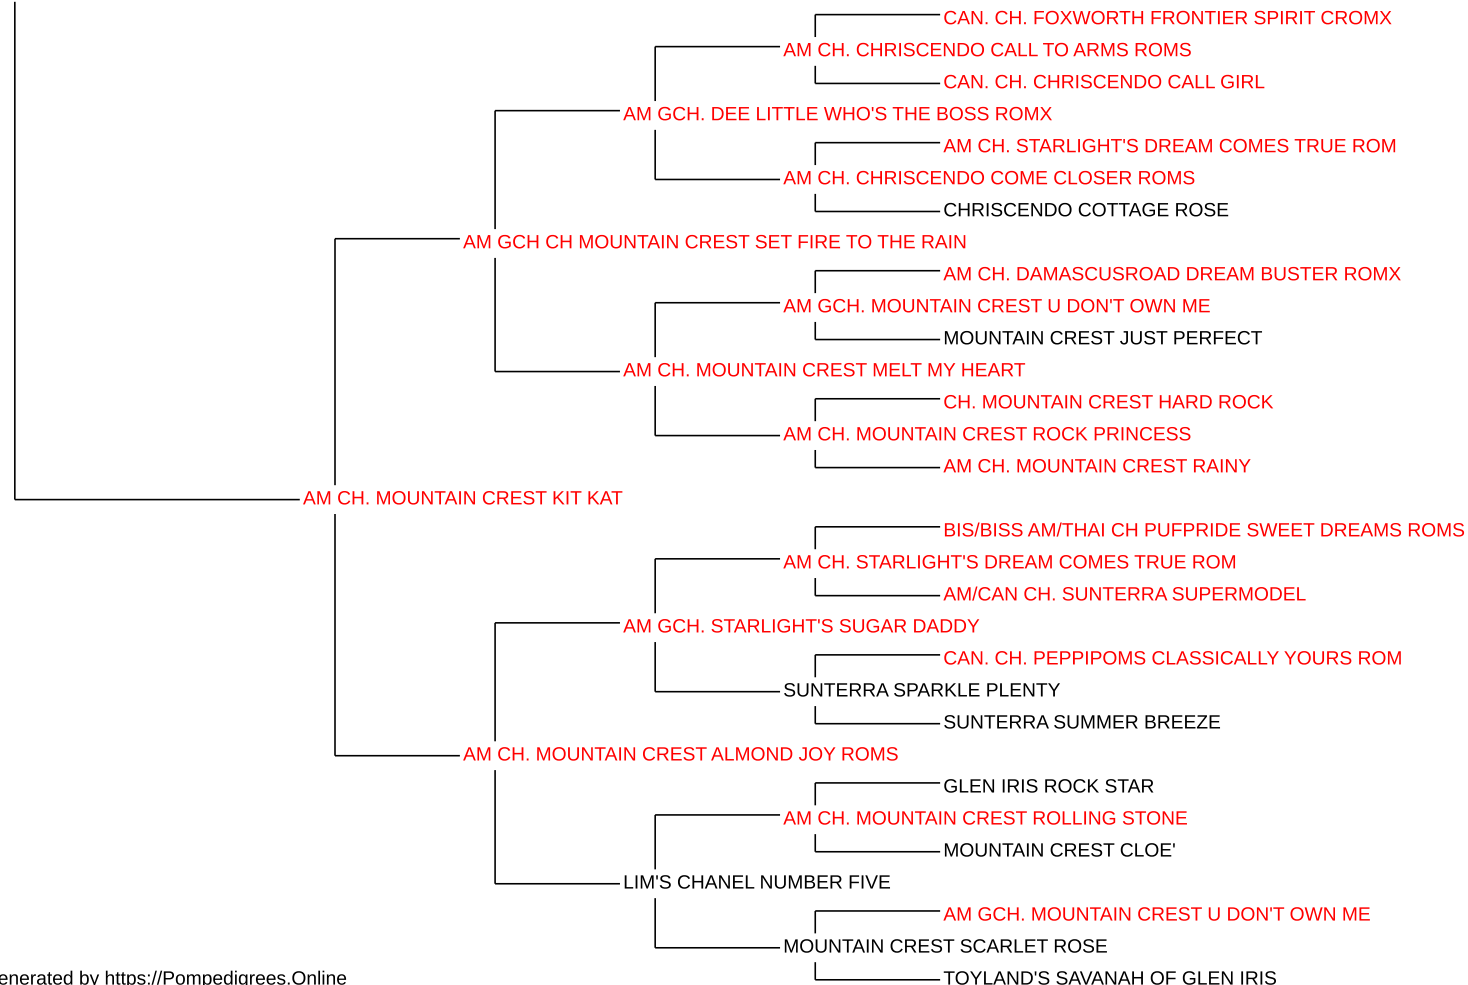 CAN. CH. FOXWORTH FRONTIER SPIRIT CROMX
AM CH. CHRISCENDO CALL TO ARMS ROMS
CAN. CH. CHRISCENDO CALL GIRL
AM GCH. DEE LITTLE WHO'S THE BOSS ROMX
AM CH. STARLIGHT'S DREAM COMES TRUE ROM
AM CH. CHRISCENDO COME CLOSER ROMS
CHRISCENDO COTTAGE ROSE
AM GCH CH MOUNTAIN CREST SET FIRE TO THE RAIN
AM CH. DAMASCUSROAD DREAM BUSTER ROMX
AM GCH. MOUNTAIN CREST U DON'T OWN ME
MOUNTAIN CREST JUST PERFECT
AM CH. MOUNTAIN CREST MELT MY HEART
CH. MOUNTAIN CREST HARD ROCK
AM CH. MOUNTAIN CREST ROCK PRINCESS
AM CH. MOUNTAIN CREST RAINY
AM CH. MOUNTAIN CREST KIT KAT
BIS/BISS AM/THAI CH PUFPRIDE SWEET DREAMS ROMS
AM CH. STARLIGHT'S DREAM COMES TRUE ROM
AM/CAN CH. SUNTERRA SUPERMODEL
AM GCH. STARLIGHT'S SUGAR DADDY
CAN. CH. PEPPIPOMS CLASSICALLY YOURS ROM
SUNTERRA SPARKLE PLENTY
SUNTERRA SUMMER BREEZE
AM CH. MOUNTAIN CREST ALMOND JOY ROMS
GLEN IRIS ROCK STAR
AM CH. MOUNTAIN CREST ROLLING STONE
MOUNTAIN CREST CLOE'
LIM'S CHANEL NUMBER FIVE
AM GCH. MOUNTAIN CREST U DON'T OWN ME
MOUNTAIN CREST SCARLET ROSE
TOYLAND'S SAVANAH OF GLEN IRIS
enerated by https://Pompedigrees.Online